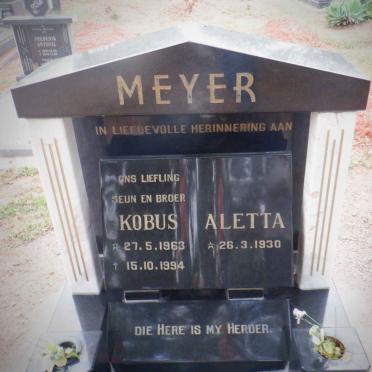 MEYER
IN LIEFDEVOLLE HERINNERING AAN
ONS LIEFLING
SEUN EN BROER
KOBUS
☆ 27.5.1963
† 15.10.1994
ALETTA
☆ 26.3.1930
DIE HERE IS MY HERDER.